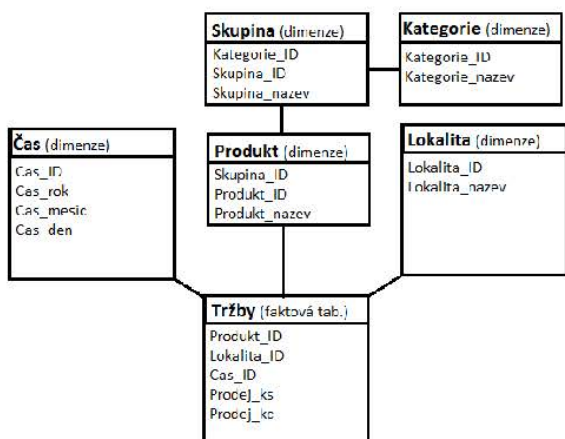 Skupina (dimenze)
Kategorie_ID
Skupina_ID
Skupina_nazev
Kategorie (dimenze)
Kategorie_ID
Kategorie_nazev
Čas (dimenze)
Cas_ID
Cas_rok
Cas_mesic
Cas_den
Produkt (dimenze)
Skupina_ID
Produkt_ID
Produkt_nazev
Lokalita (dimenze)
Lokalita_ID
Lokalita_nazev
Tržby (faktová tab.)
Produkt_ID
Lokalita_ID
Cas_ID
Prodej_ks
Prodej_kc